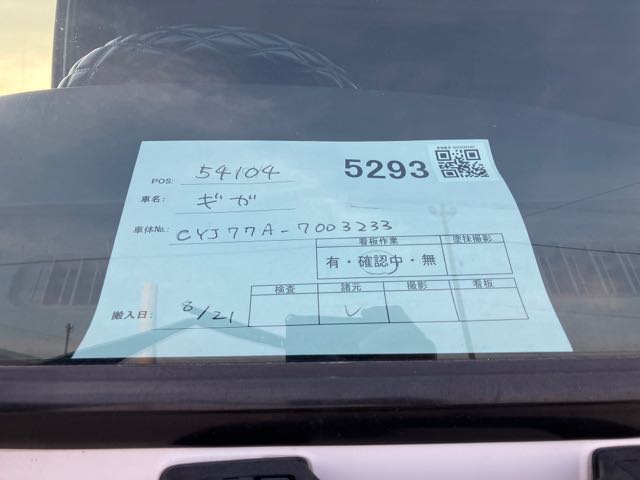 POS: 54104 5293
車名: ギガ
車体No.: CYJ77A-7003233
看板作業 塗抹撮影
有・確認中・無
検査 諸元 撮影 看板
搬入日: 8/21